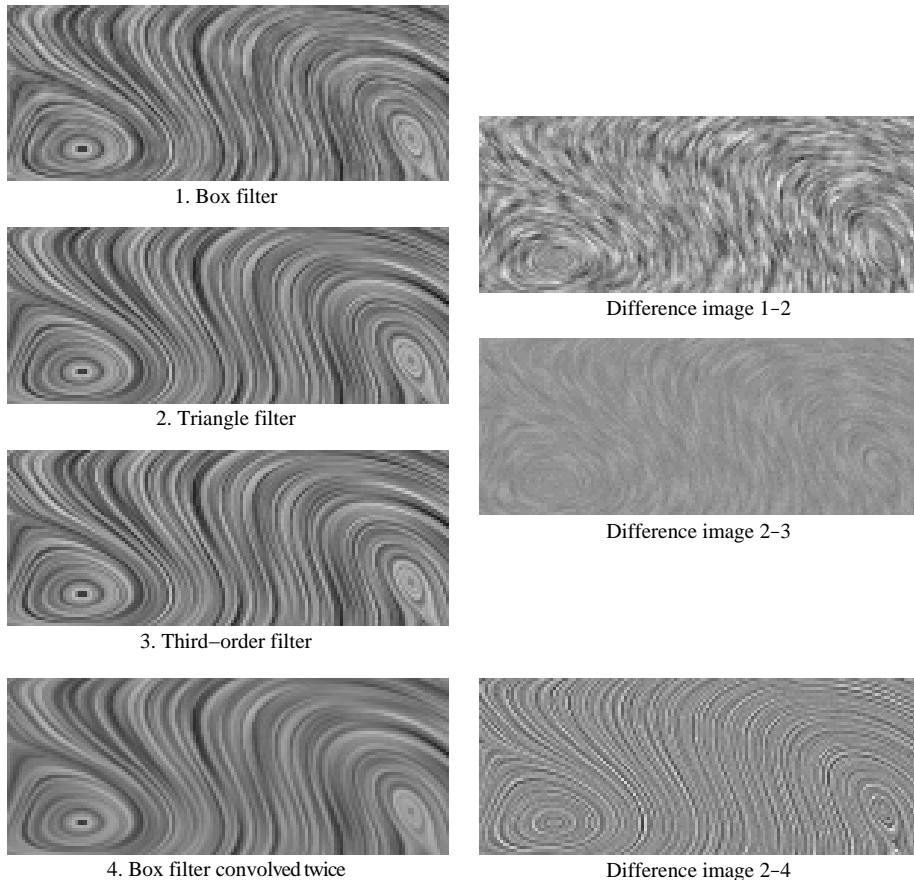 1. Box filter
Difference image 1-2
2. Triangle filter
Difference image 2-3
3. Third-order filter
4. Box filter convolved twice
Difference image 2-4